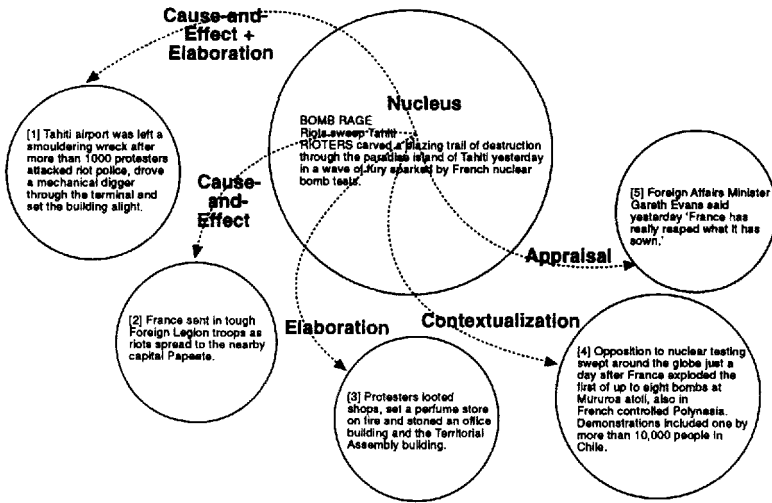 Cause-and-
Effect +
Elaboration
Nucleus
BOMB RAGE
Riots sweep Tahiti
RIOTERS carved a blazing trail of destruction
through the paradise island of Tahiti yesterday
in a wave of fury sparked by French nuclear
bomb tests.
[1] Tahiti airport was left a
smouldering wreck after
more than 1000 protesters
attacked riot police, drove
a mechanical digger
through the terminal and
set the building alight.
Cause-
and-
Effect
[5] Foreign Affairs Minister
Gareth Evans said
yesterday 'France has
really reaped what it has
sown.'
Appraisal
[2] France sent in tough
Foreign Legion troops as
riots spread to the nearby
capital Papeete.
Elaboration
Contextualization
[3] Protesters looted
shops, set a perfume store
on fire and stoned an office
building and the Territorial
Assembly building.
[4] Opposition to nuclear testing
swept around the globe just a
day after France exploded the
first of up to eight bombs at
Mururoa atoll, also in
French controlled Polynesia.
Demonstrations included one by
more than 10,000 people in
Chile.